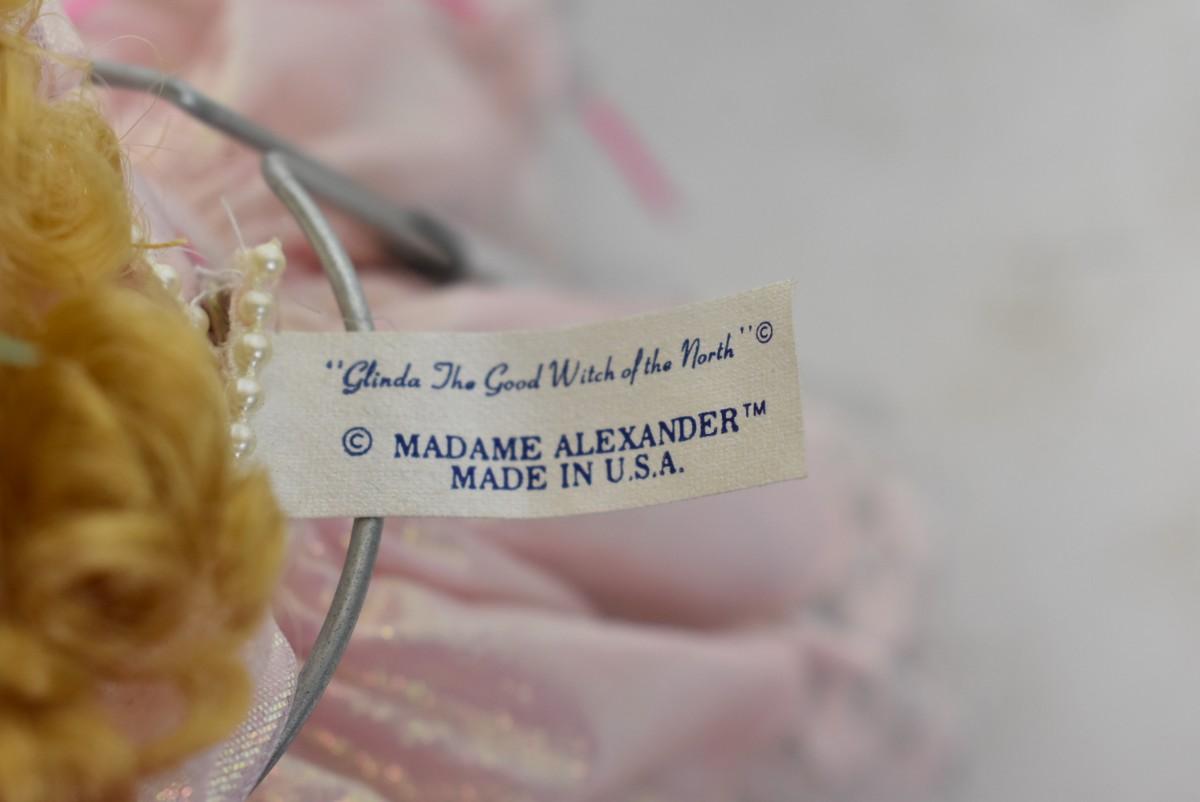 "Glinda The Good Witch of the North"©
© MADAME ALEXANDER™
MADE IN U.S.A.